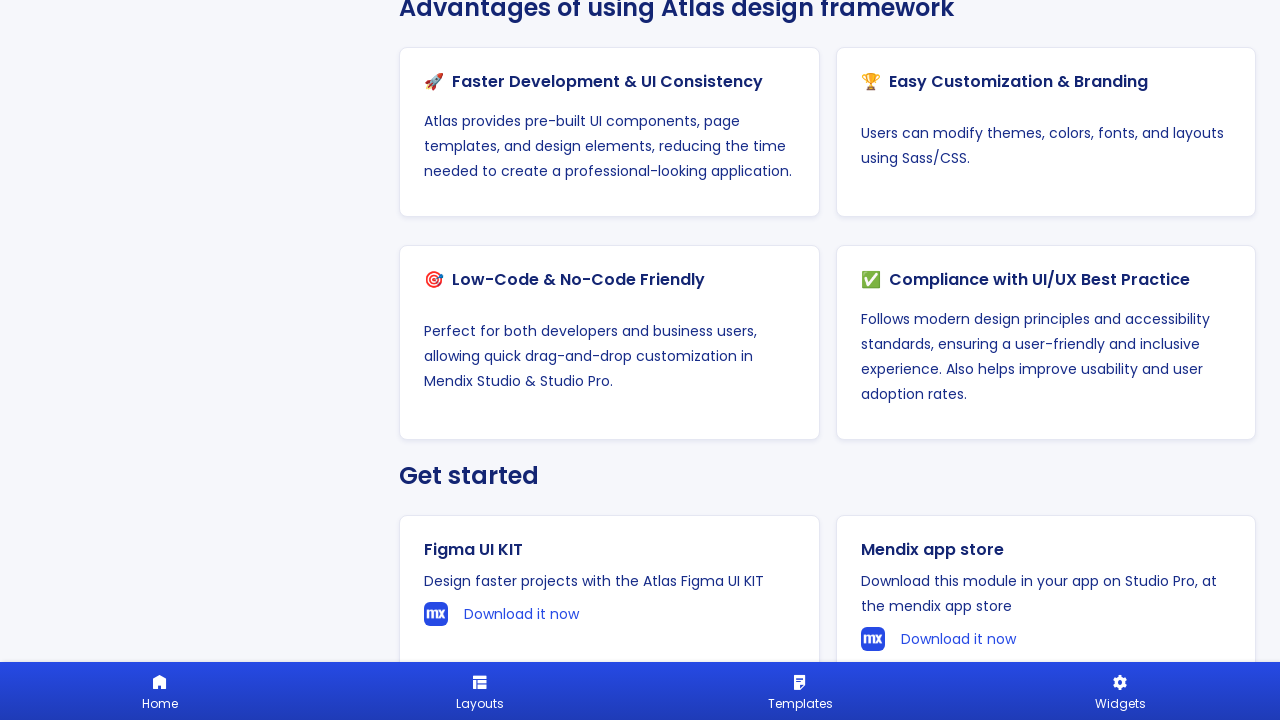 Advantages of using Atlas design framework
🚀 Faster Development & UI Consistency
Atlas provides pre-built UI components, page
templates, and design elements, reducing the time
needed to create a professional-looking application.
🏆 Easy Customization & Branding
Users can modify themes, colors, fonts, and layouts
using Sass/CSS.
🎯 Low-Code & No-Code Friendly
Perfect for both developers and business users,
allowing quick drag-and-drop customization in
Mendix Studio & Studio Pro.
✅ Compliance with UI/UX Best Practice
Follows modern design principles and accessibility
standards, ensuring a user-friendly and inclusive
experience. Also helps improve usability and user
adoption rates.
Get started
Figma UI KIT
Design faster projects with the Atlas Figma UI KIT
mx Download it now
Mendix app store
Download this module in your app on Studio Pro, at
the mendix app store
mx Download it now
Home
Layouts
Templates
Widgets